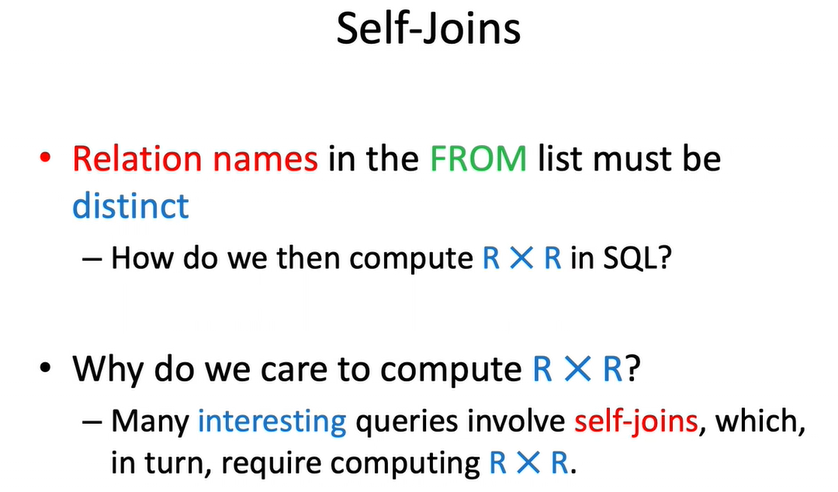 Self-Joins
• Relation names in the FROM list must be
distinct
– How do we then compute R × R in SQL?
• Why do we care to compute R × R?
– Many interesting queries involve self-joins, which,
in turn, require computing R × R.